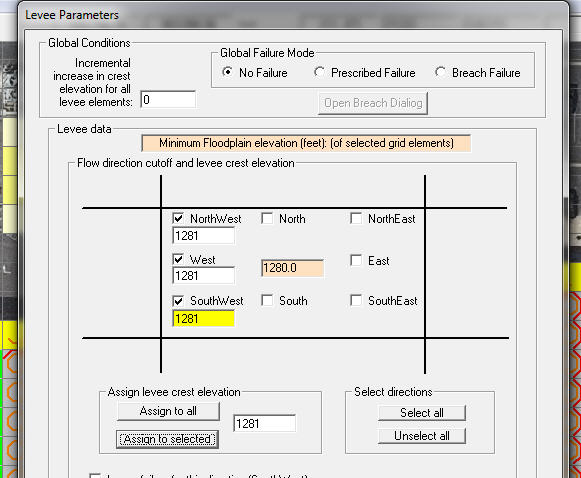 Levee Parameters
Global Conditions
Incremental
increase in crest
elevation for all
levee elements:
0
Global Failure Mode
No Failure
Prescribed Failure
Breach Failure
Open Breach Dialog
Levee data
Minimum Floodplain elevation (feet): (of selected grid elements)
Flow direction cutoff and levee crest elevation
NorthWest
North
NorthEast
1281
West
1280.0
East
1281
SouthWest
South
SouthEast
1281
Assign levee crest elevation
Assign to all
1281
Assign to selected
Select directions
Select all
Unselect all